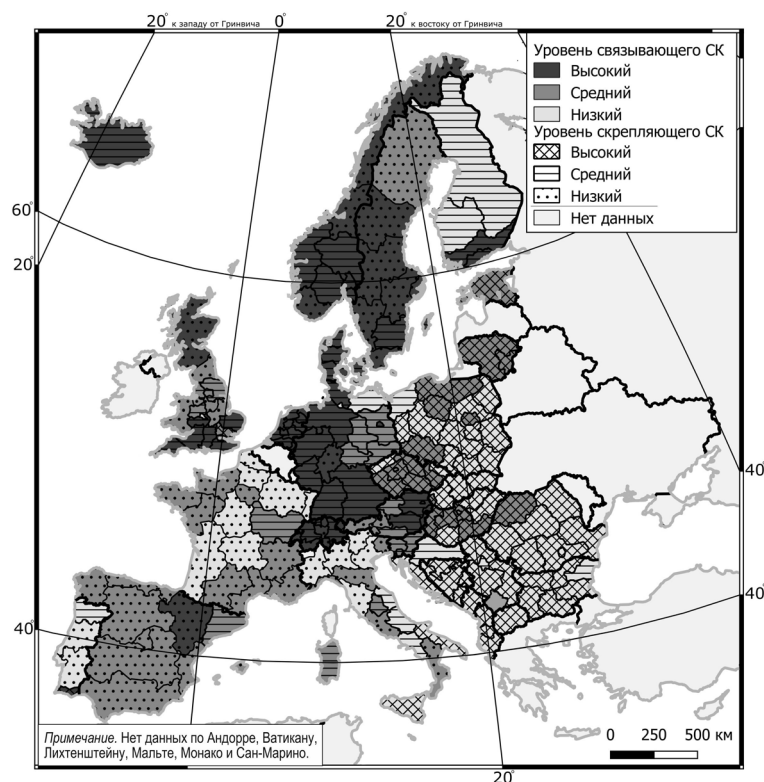 20° к западу от Гринвича
0°
20° к востоку от Гринвича
Уровень связывающего СК
Высокий
Средний
Низкий
Уровень скрепляющего СК
Высокий
Средний
Низкий
Нет данных
60°
20°
40°
40°
40°
Примечание. Нет данных по Андорре, Ватикану,
Лихтенштейну, Мальте, Монако и Сан-Марино.
0 250 500 км
20°